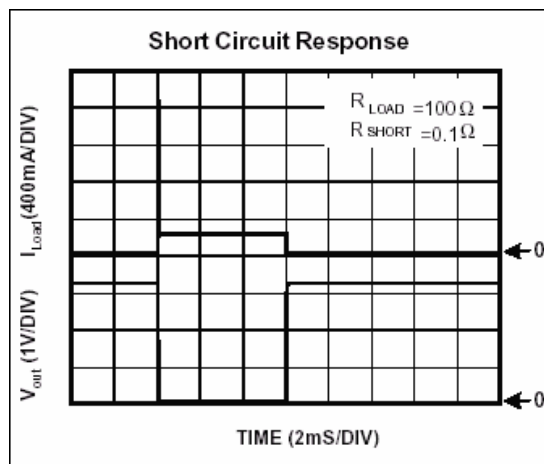 Short Circuit Response
R LOAD =100Ω
R SHORT =0.1Ω
I Load (400mA/DIV)
0
V out (1V/DIV)
0
TIME (2mS/DIV)